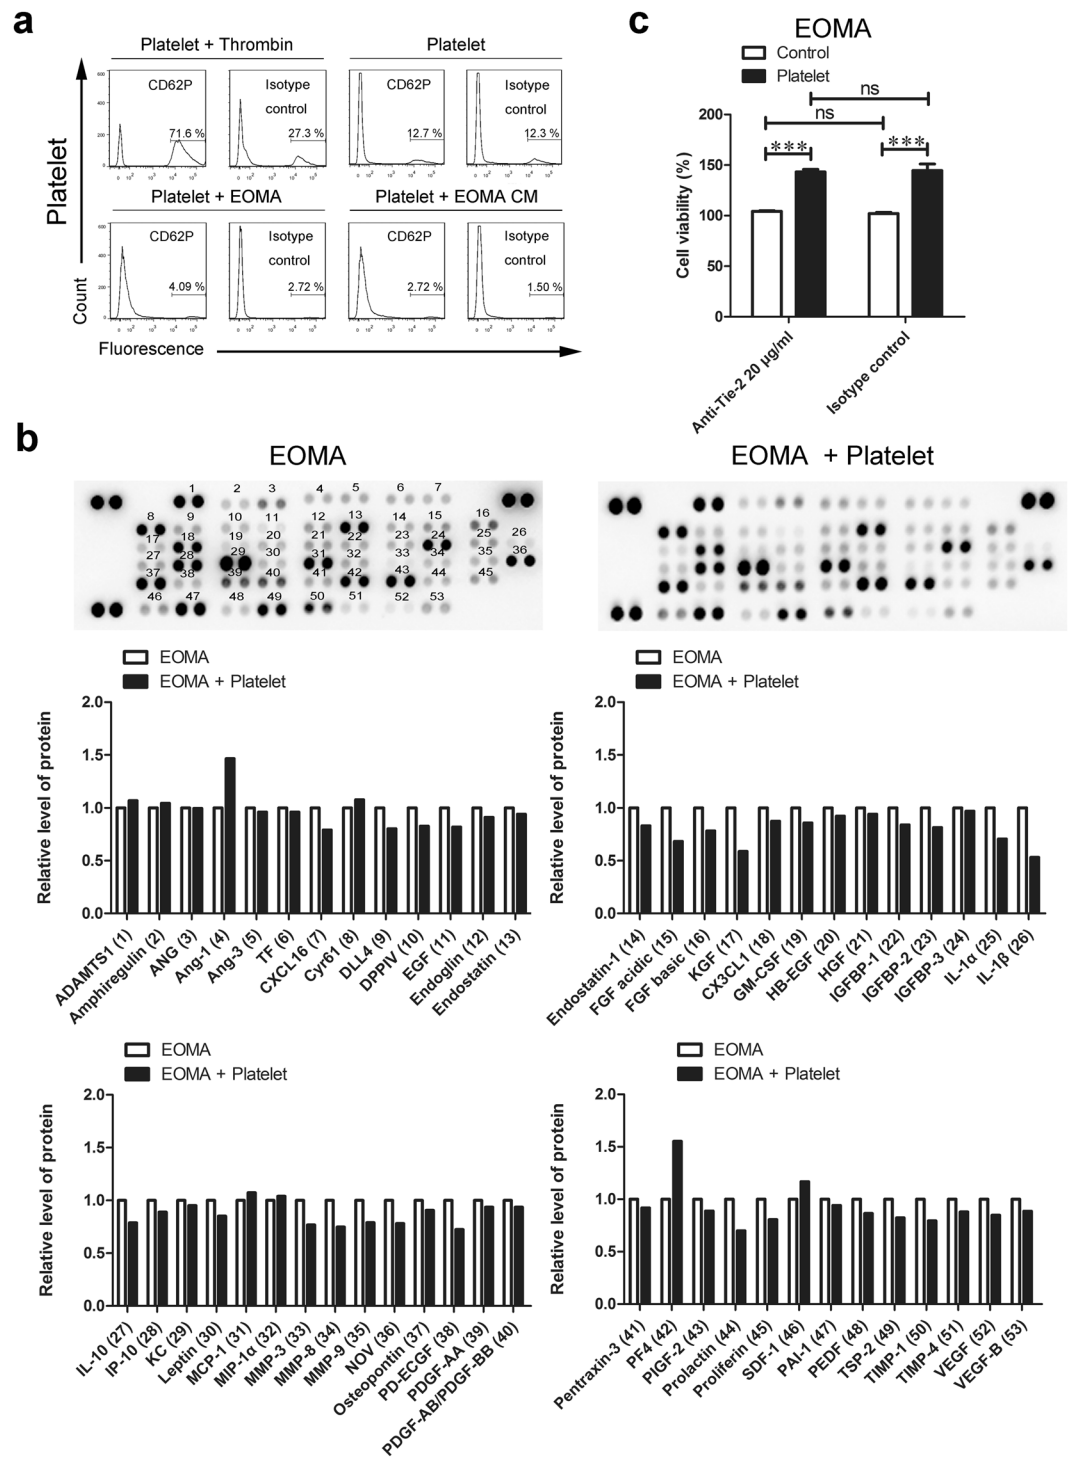 a
Platelet + Thrombin
Platelet
CD62P
Isotype control
CD62P
Isotype control
71.6 %
27.3 %
12.7 %
12.3 %
Platelet + EOMA
Platelet + EOMA CM
CD62P
Isotype control
CD62P
Isotype control
4.09 %
2.72 %
2.72 %
1.50 %
Platelet
Count
Fluorescence
c
EOMA
Control
Platelet
ns
ns
***
***
Cell viability (%)
200
150
100
50
0
Anti-Tie-2 20 μg/ml
Isotype control
b
EOMA
EOMA + Platelet
1 2 3 4 5 6 7
8 9 10 11 12 13 14 15 16
17 18 19 20 21 22 23 24 25 26
27 28 29 30 31 32 33 34 35 36
37 38 39 40 41 42 43 44 45
46 47 48 49 50 51 52 53
EOMA
EOMA + Platelet
Relative level of protein
2.0
1.5
1.0
0.5
0.0
ADAMTS1 (1)
Amphiregulin (2)
ANG (3)
Ang-1 (4)
Ang-3 (5)
TF (6)
CXCL16 (7)
Cyr61 (8)
DLL4 (9)
DPPIV (10)
EGF (11)
Endoglin (12)
Endostatin (13)
EOMA
EOMA + Platelet
Relative level of protein
2.0
1.5
1.0
0.5
0.0
Endostatin-1 (14)
FGF acidic (15)
FGF basic (16)
KGF (17)
CX3CL1 (18)
GM-CSF (19)
HB-EGF (20)
HGF (21)
IGFBP-1 (22)
IGFBP-2 (23)
IGFBP-3 (24)
IL-1α (25)
IL-1β (26)
EOMA
EOMA + Platelet
Relative level of protein
2.0
1.5
1.0
0.5
0.0
IL-10 (27)
IP-10 (28)
KC (29)
Leptin (30)
MCP-1 (31)
MIP-1α (32)
MMP-3 (33)
MMP-8 (34)
MMP-9 (35)
NOV (36)
Osteopontin (37)
PD-ECGF (38)
PDGF-AA (39)
PDGF-AB/PDGF-BB (40)
EOMA
EOMA + Platelet
Relative level of protein
2.0
1.5
1.0
0.5
0.0
Pentraxin-3 (41)
PF4 (42)
PIGF-2 (43)
Prolactin (44)
Proliferin (45)
SDF-1 (46)
PAI-1 (47)
PEDF (48)
TSP-2 (49)
TIMP-1 (50)
TIMP-4 (51)
VEGF (52)
VEGF-B (53)